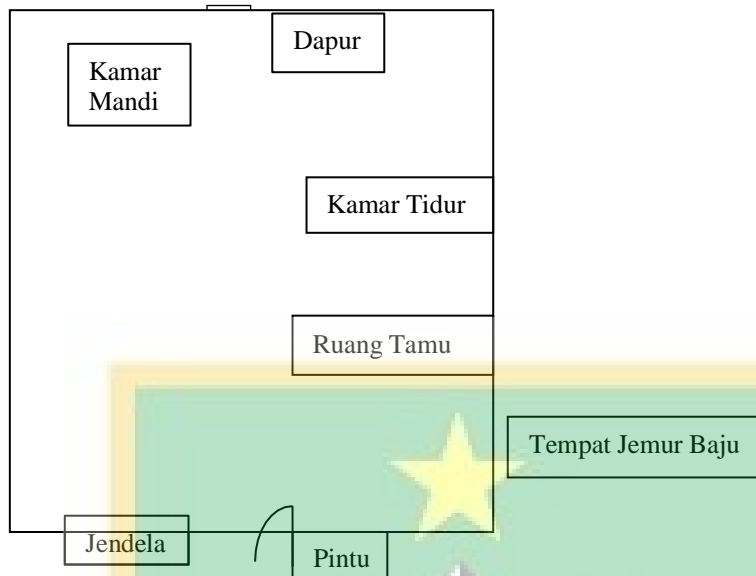 Dapur
Kamar
Mandi
Kamar Tidur
Ruang Tamu
Tempat Jemur Baju
Jendela
Pintu